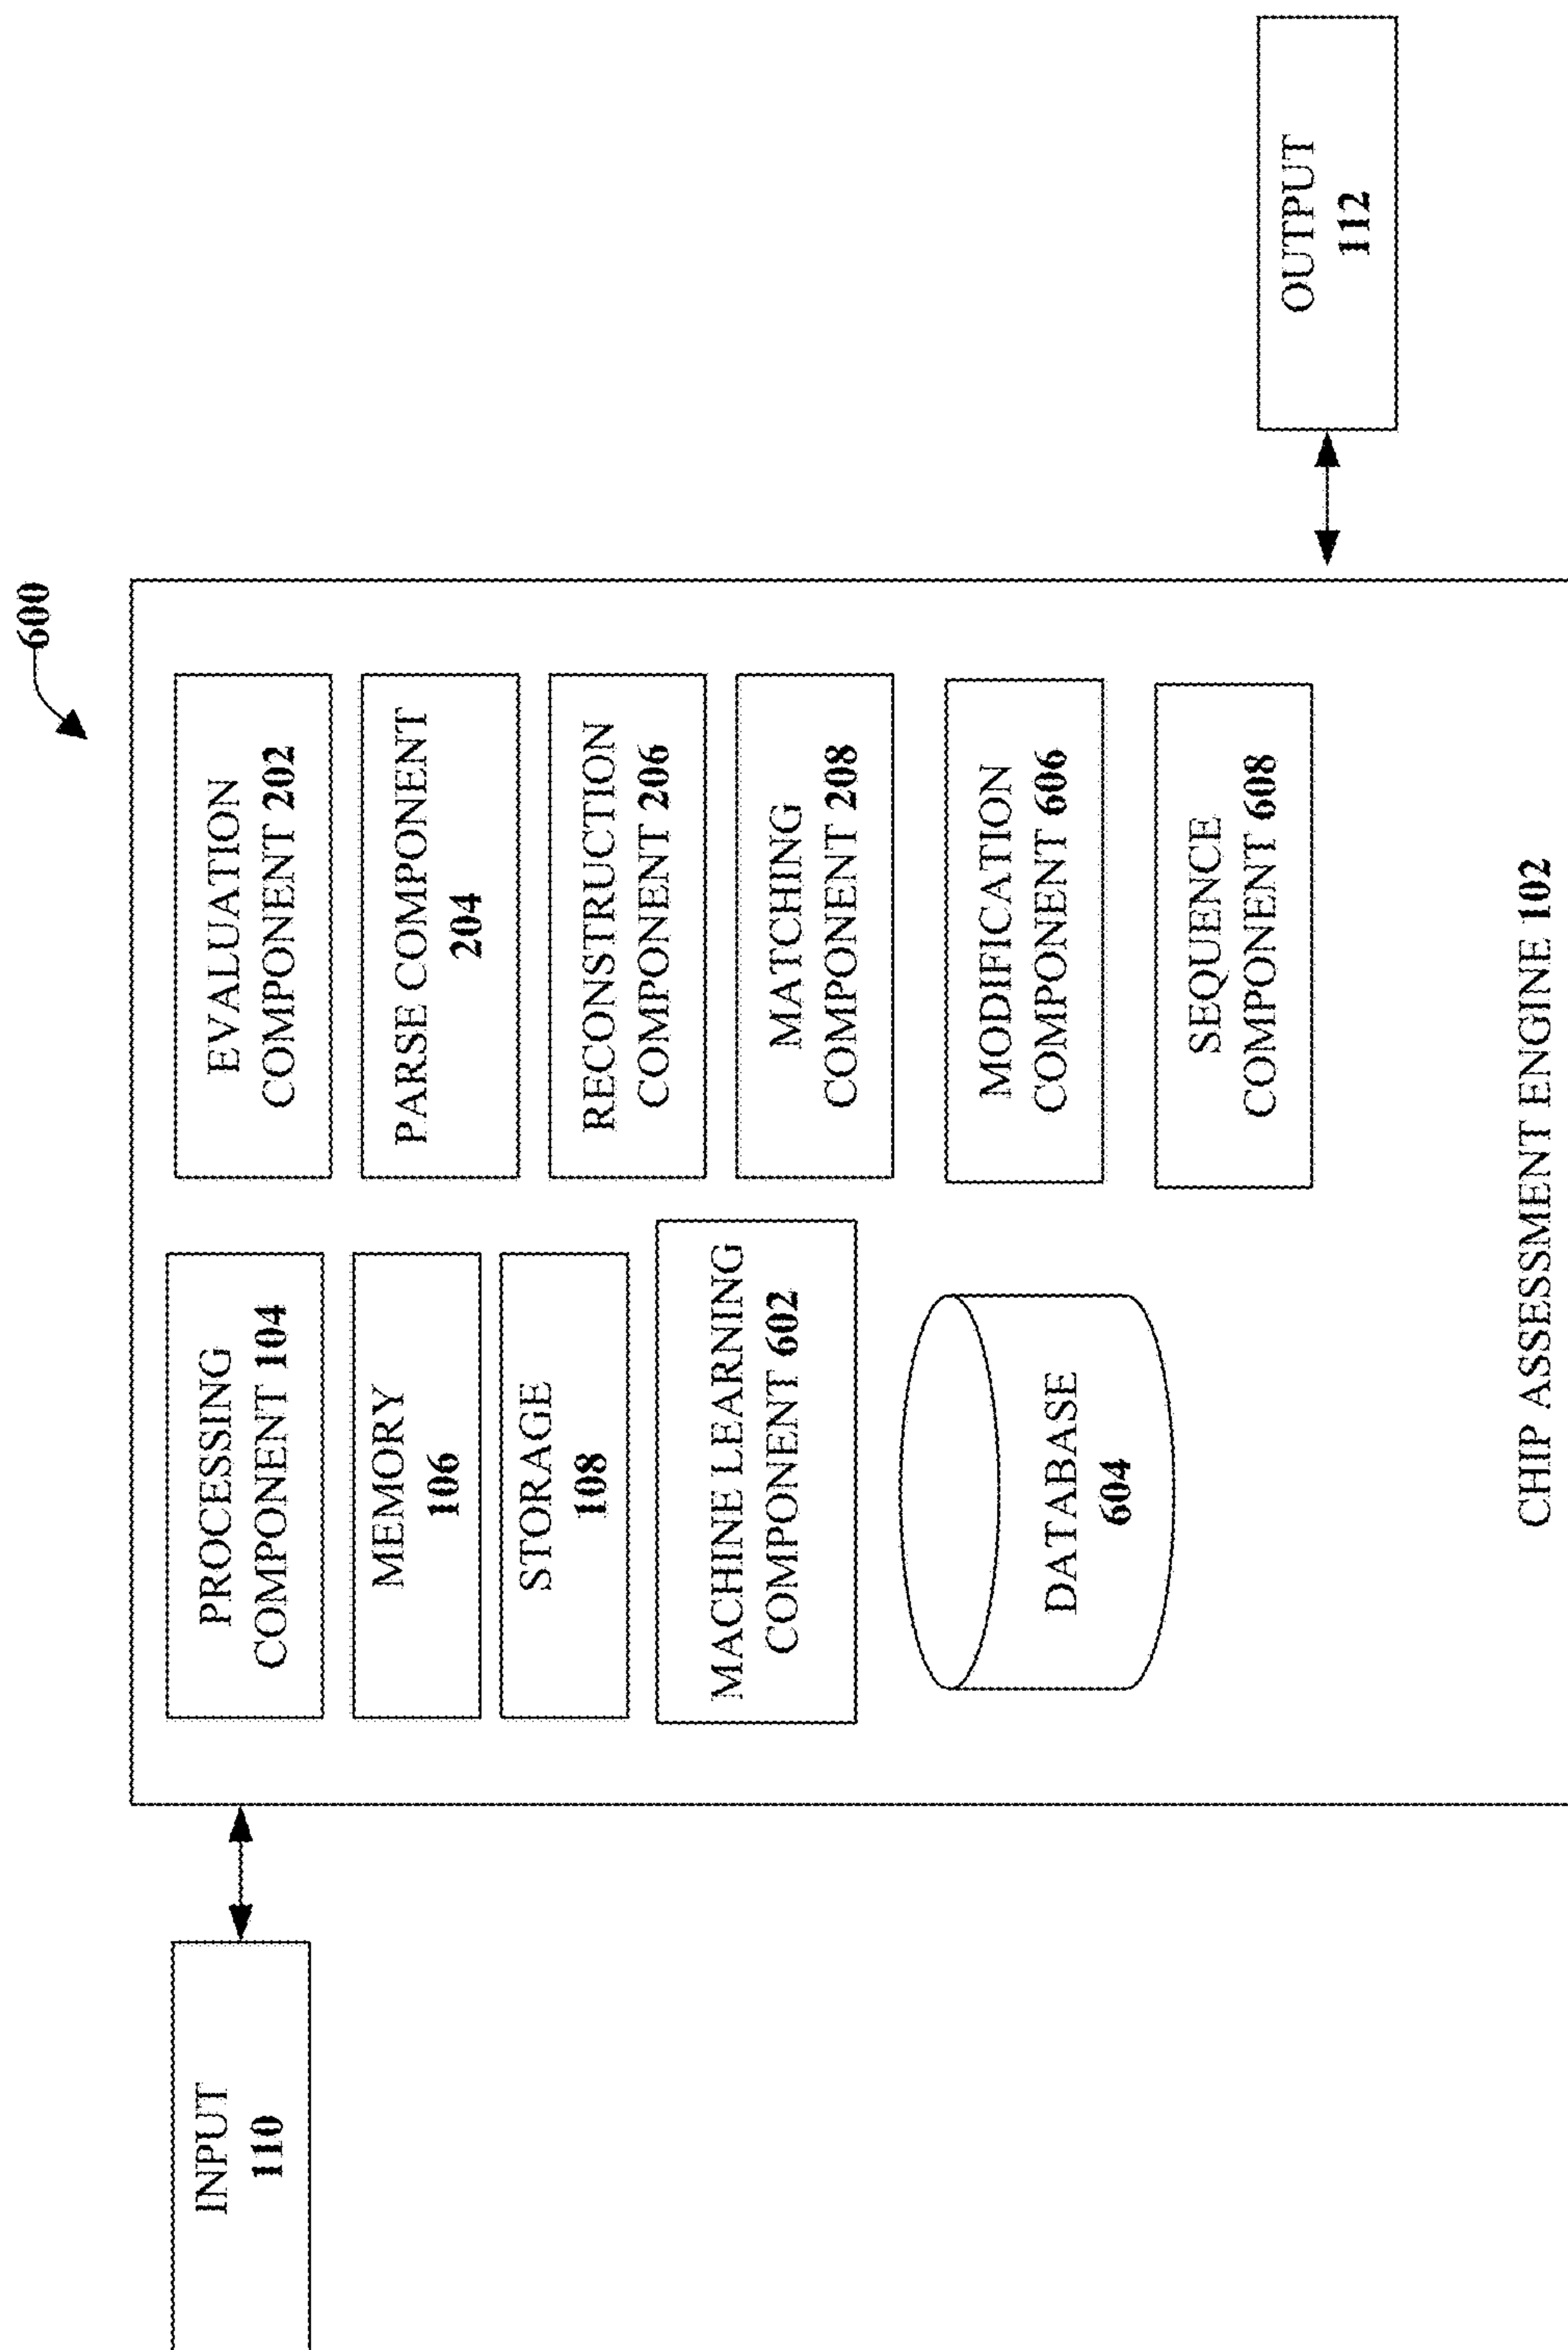 600
INPUT
110
PROCESSING
COMPONENT 104
MEMORY
106
STORAGE
108
MACHINE LEARNING
COMPONENT 602
DATABASE
604
EVALUATION
COMPONENT 202
PARSE COMPONENT
204
RECONSTRUCTION
COMPONENT 206
MATCHING
COMPONENT 208
MODIFICATION
COMPONENT 606
SEQUENCE
COMPONENT 608
CHIP ASSESSMENT ENGINE 102
OUTPUT
112